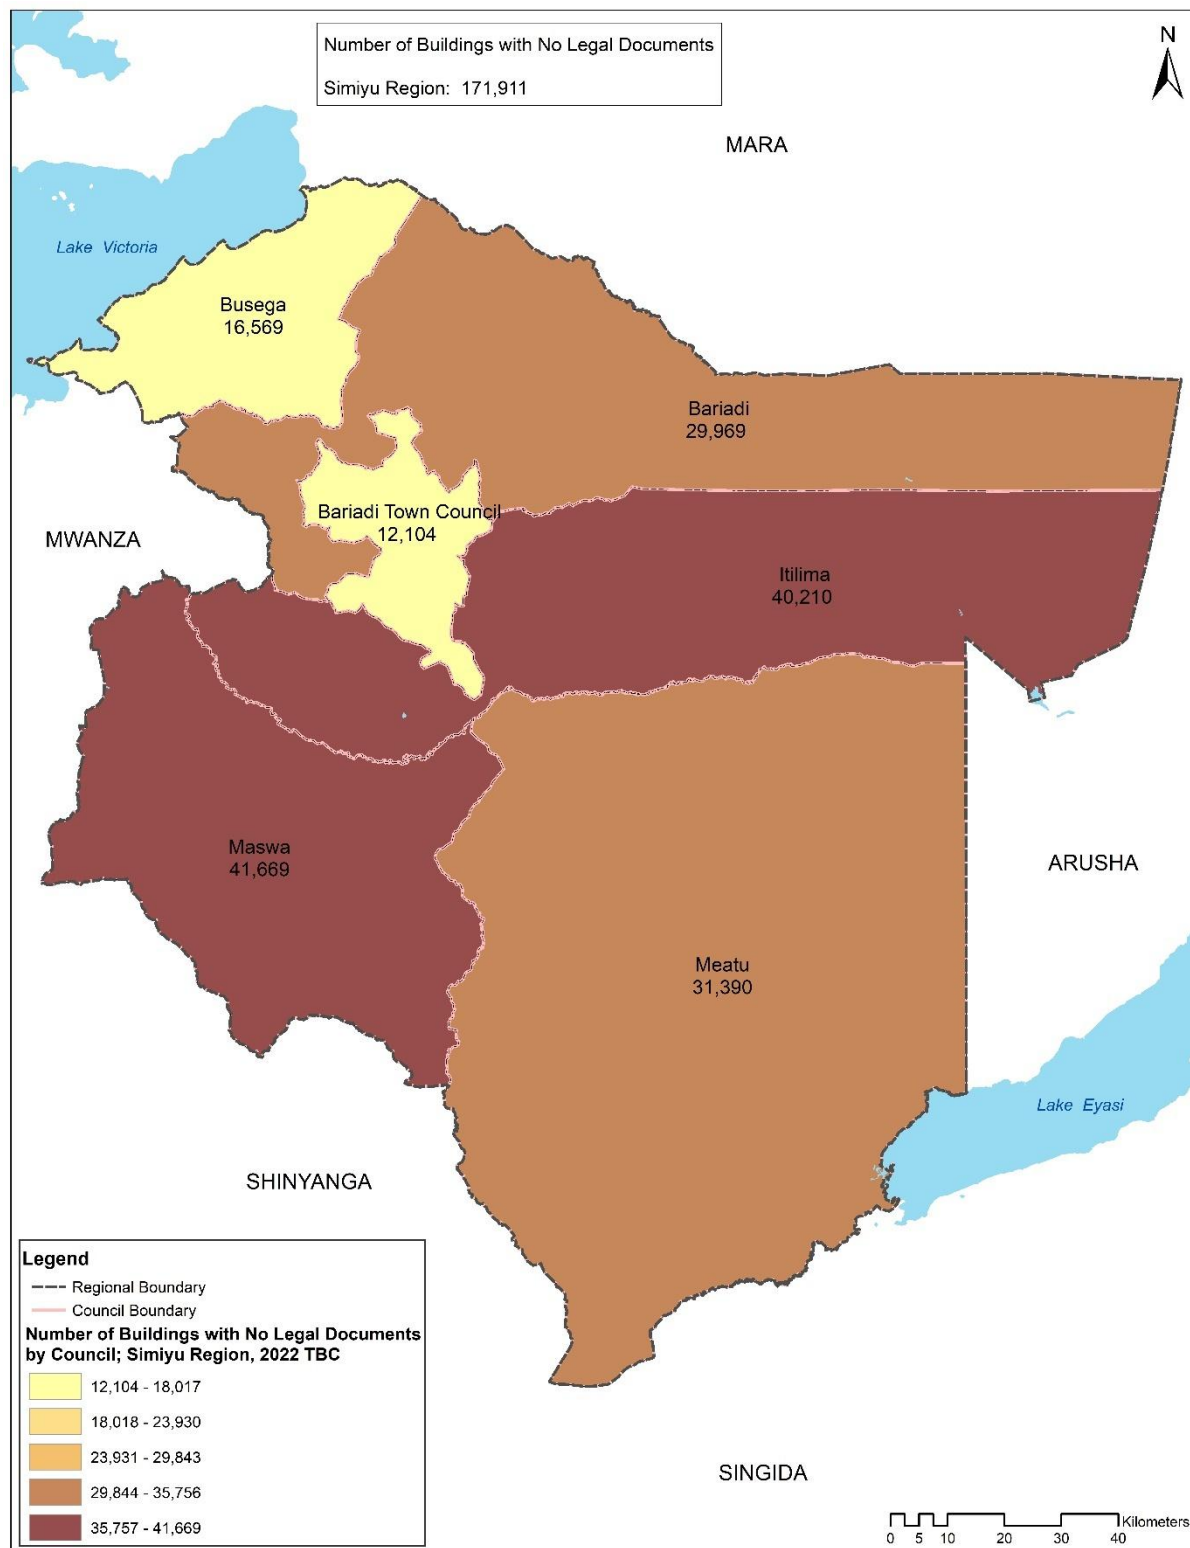 Number of Buildings with No Legal Documents
Simiyu Region: 171,911
N
MARA
Lake Victoria
Busega
16,569
Bariadi
29,969
Bariadi Town Council
12,104
MWANZA
Itilima
40,210
Maswa
41,669
ARUSHA
Meatu
31,390
Lake Eyasi
SHINYANGA
Legend
Regional Boundary
Council Boundary
Number of Buildings with No Legal Documents
by Council; Simiyu Region, 2022 TBC
12,104 - 18,017
18,018 - 23,930
23,931 - 29,843
29,844 - 35,756
35,757 - 41,669
SINGIDA
Kilometers
0 5 10 20 30 40